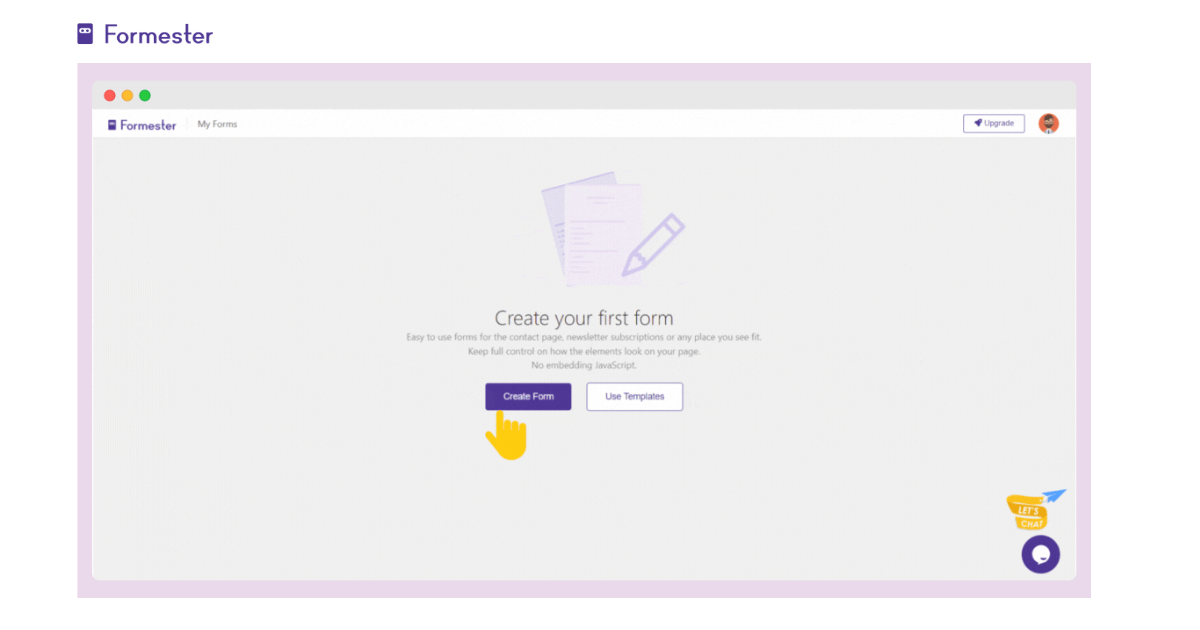 Formester
Formester
My Forms
Upgrade
Create your first form
Easy to use forms for the contact page, newsletter subscriptions or any place you see fit.
Keep full control on how the elements look on your page.
No embedding JavaScript.
Create Form
Use Templates
LET'S
CHAT